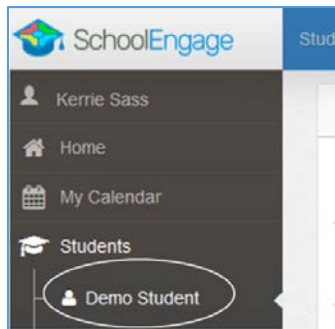 SchoolEngage
Stud
Kerrie Sass
Home
My Calendar
Students
Demo Student